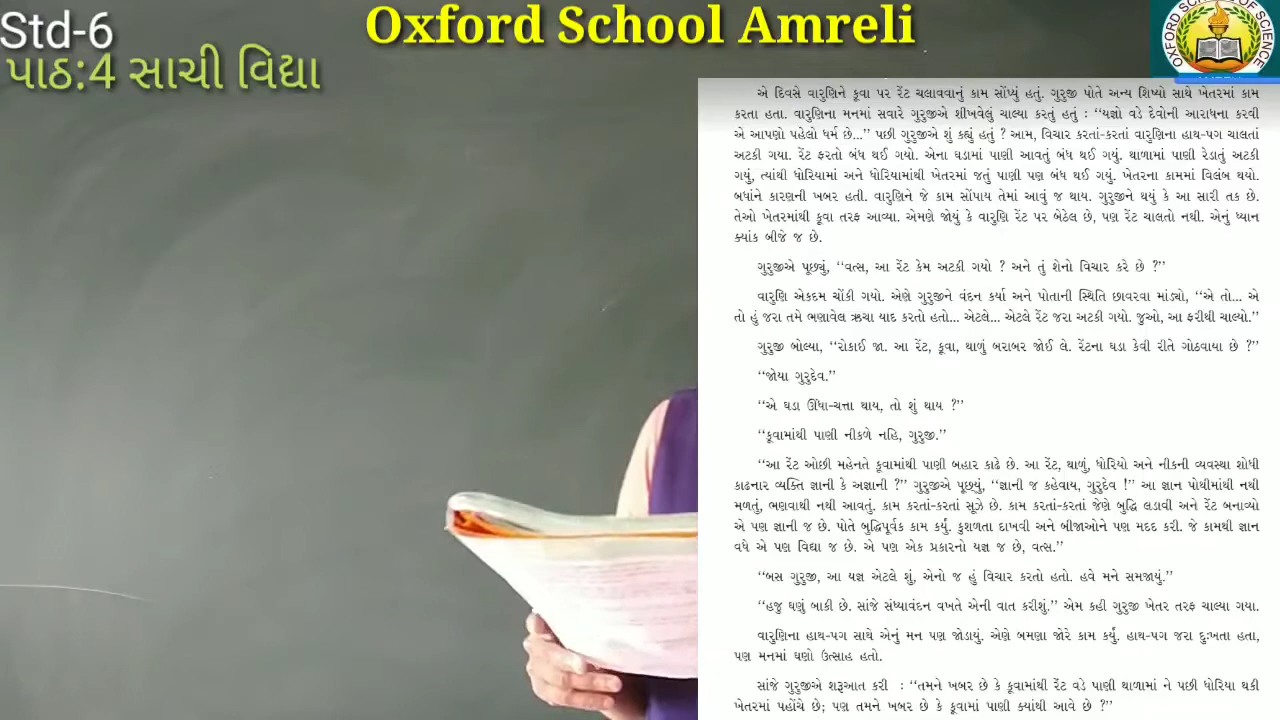 Std-6
Oxford School Amreli
પાઠ:4 સાચી વિદ્યા
OXFORD SCHOOL OF SCIENCE
એ દિવસે વારુણિને કૂવા પર રેંટ ચલાવવાનું કામ સોંપ્યું હતું. ગુરુજી પોતે અન્ય શિષ્યો સાથે ખેતરમાં કામ
કરતા હતા. વારુણિના મનમાં સવારે ગુરુજીએ શીખવેલું ચાલ્યા કરતું હતું : ‘‘યજ્ઞો વડે દેવોની આરાધના કરવી
એ આપણો પહેલો ધર્મ છે...’’ પછી ગુરુજીએ શું કહ્યું હતું ? આમ, વિચાર કરતાં-કરતાં વારુણિના હાથ-પગ ચાલતાં
અટકી ગયા. રેંટ ફરતો બંધ થઈ ગયો. એના ઘડામાં પાણી આવતું બંધ થઈ ગયું. થાળામાં પાણી રેડાતું અટકી
ગયું, ત્યાંથી ધોરિયામાં અને ધોરિયામાંથી ખેતરમાં જતું પાણી પણ બંધ થઈ ગયું. ખેતરના કામમાં વિલંબ થયો.
બધાંને કારણની ખબર હતી. વારુણિને જે કામ સોંપાય તેમાં આવું જ થાય. ગુરુજીને થયું કે આ સારી તક છે.
તેઓ ખેતરમાંથી કૂવા તરફ આવ્યા. એમણે જોયું કે વારુણિ રેંટ પર બેઠેલ છે, પણ રેંટ ચાલતો નથી. એનું ધ્યાન
ક્યાંક બીજે જ છે.
ગુરુજીએ પૂછ્યું, ‘‘વત્સ, આ રેંટ કેમ અટકી ગયો ? અને તું શેનો વિચાર કરે છે ?’’
વારુણિ એકદમ ચોંકી ગયો. એણે ગુરુજીને વંદન કર્યા અને પોતાની સ્થિતિ છાવરવા માંડ્યો, ‘‘એ તો... એ
તો હું જરા તમે ભણાવેલ ઋચા યાદ કરતો હતો... એટલે... એટલે રેંટ જરા અટકી ગયો. જુઓ, આ ફરીથી ચાલ્યો.’’
ગુરુજી બોલ્યા, ‘‘રોકાઈ જા. આ રેંટ, કૂવા, થાળું બરાબર જોઈ લે. રેંટના ઘડા કેવી રીતે ગોઠવાયા છે ?’’
‘‘જોયા ગુરુદેવ.’’
‘‘એ ઘડા ઊંધા-ચત્તા થાય, તો શું થાય ?’’
‘‘કૂવામાંથી પાણી નીકળે નહિ, ગુરુજી.’’
‘‘આ રેંટ ઓછી મહેનતે કૂવામાંથી પાણી બહાર કાઢે છે. આ રેંટ, થાળું, ધોરિયો અને નીકની વ્યવસ્થા શોધી
કાઢનાર વ્યક્તિ જ્ઞાની કે અજ્ઞાની ?’’ ગુરુજીએ પૂછ્યું, ‘‘જ્ઞાની જ કહેવાય, ગુરુદેવ !’’ આ જ્ઞાન પોથીમાંથી નથી
મળતું, ભણવાથી નથી આવતું. કામ કરતાં-કરતાં સૂઝે છે. કામ કરતાં-કરતાં જેણે બુદ્ધિ લડાવી અને રેંટ બનાવ્યો
એ પણ જ્ઞાની જ છે. પોતે બુદ્ધિપૂર્વક કામ કર્યું. કુશળતા દાખવી અને બીજાઓને પણ મદદ કરી. જે કામથી જ્ઞાન
વધે એ પણ વિદ્યા જ છે. એ પણ એક પ્રકારનો યજ્ઞ જ છે, વત્સ.’’
‘‘બસ ગુરુજી, આ યજ્ઞ એટલે શું, એનો જ હું વિચાર કરતો હતો. હવે મને સમજાયું.’’
‘‘હજુ ઘણું બાકી છે. સાંજે સંધ્યાવંદન વખતે એની વાત કરીશું.’’ એમ કહી ગુરુજી ખેતર તરફ ચાલ્યા ગયા.
વારુણિના હાથ-પગ સાથે એનું મન પણ જોડાયું. એણે બમણા જોરે કામ કર્યું. હાથ-પગ જરા દુઃખતા હતા,
પણ મનમાં ઘણો ઉત્સાહ હતો.
સાંજે ગુરુજીએ શરૂઆત કરી : ‘‘તમને ખબર છે કે કૂવામાંથી રેંટ વડે પાણી થાળામાં ને પછી ધોરિયા થકી
ખેતરમાં પહોંચે છે; પણ તમને ખબર છે કે કૂવામાં પાણી ક્યાંથી આવે છે ?’’